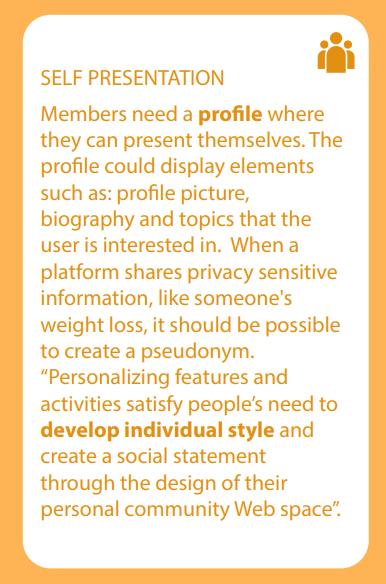 SELF PRESENTATION
Members need a profile where
they can present themselves. The
profile could display elements
such as: profile picture,
biography and topics that the
user is interested in.  When a
platform shares privacy sensitive
information, like someone's
weight loss, it should be possible
to create a pseudonym.
“Personalizing features and
activities satisfy people’s need to
develop individual style and
create a social statement
through the design of their
personal community Web space”.